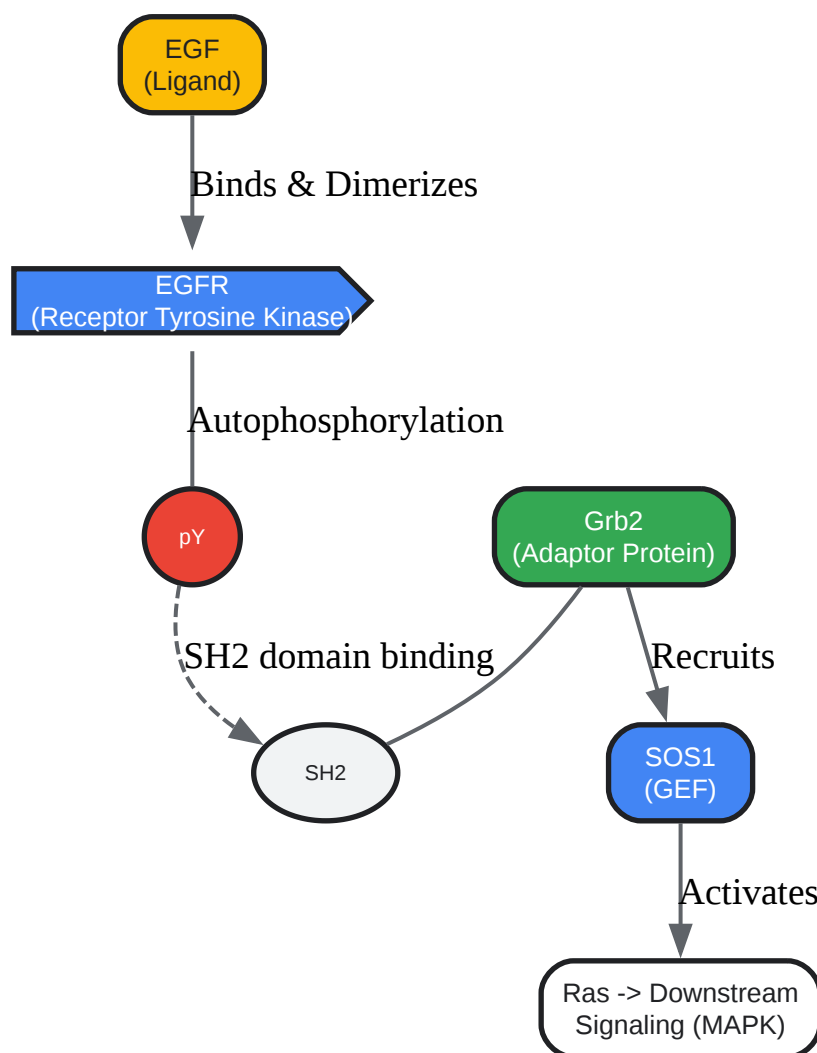 EGF
(Ligand)
Binds & Dimerizes
EGFR
(Receptor Tyrosine Kinase)
Autophosphorylation
pY
Grb2
(Adaptor Protein)
SH2 domain binding
Recruits
SH2
SOS1
(GEF)
Activates
Ras -> Downstream
Signaling (MAPK)